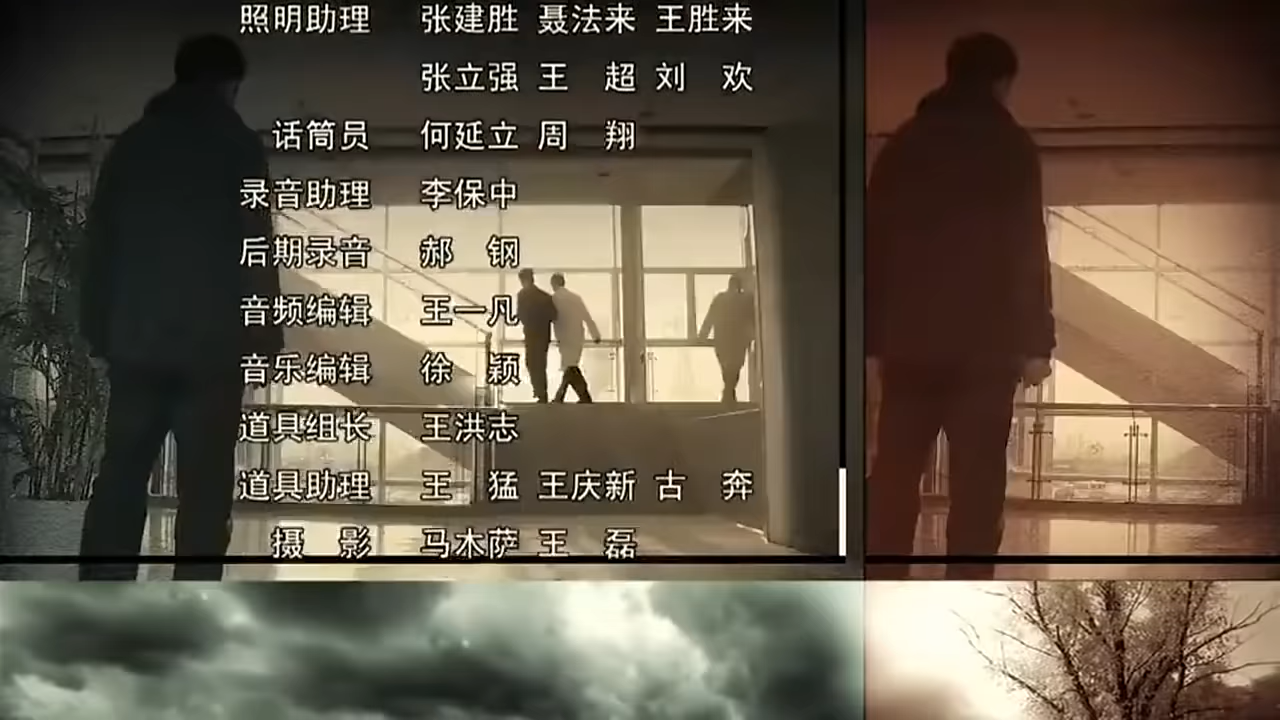 照明助理 张建胜 聂法来 王胜来
张立强 王 超 刘 欢
话筒员 何延立 周 翔
录音助理 李保中
后期录音 郝 钢
音频编辑 王一凡
音乐编辑 徐 颖
道具组长 王洪志
道具助理 王 猛 王庆新 古 奔
摄 影 马木萨 王 磊